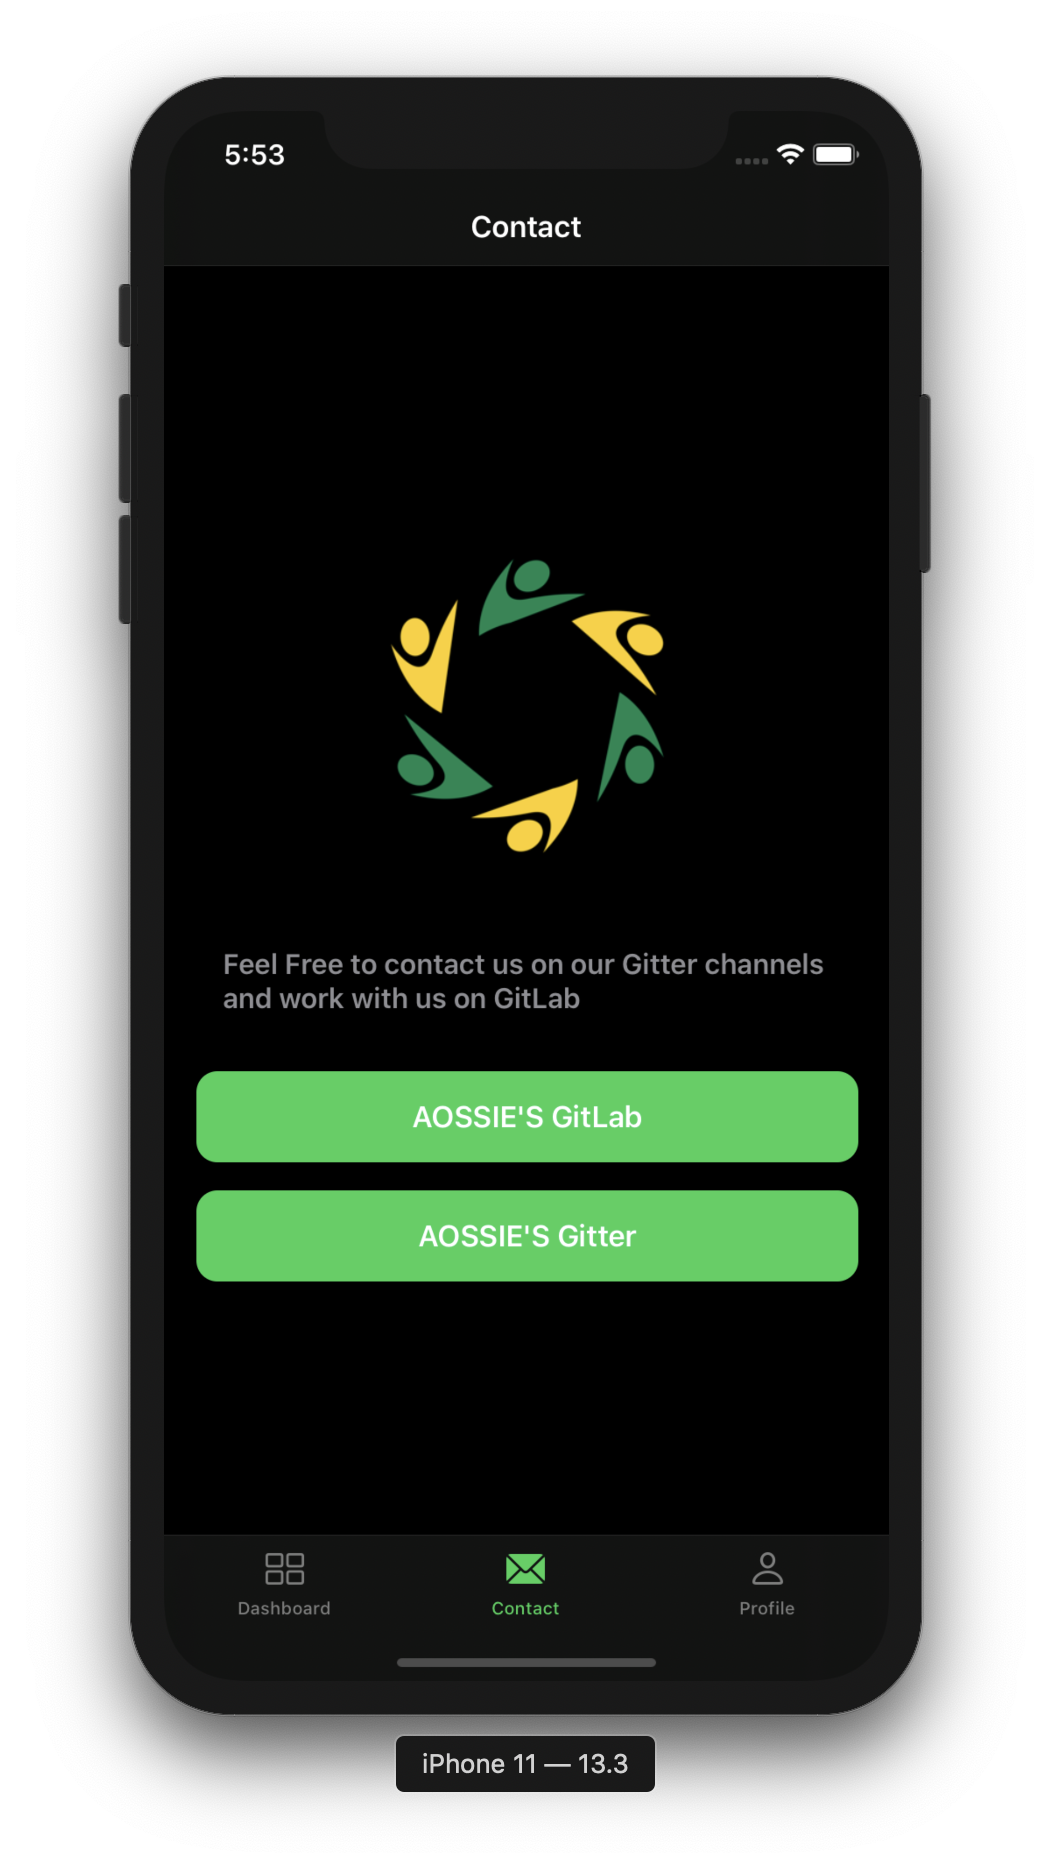 5:53
Contact
Feel Free to contact us on our Gitter channels
and work with us on GitLab
AOSSIE'S GitLab
AOSSIE'S Gitter
Dashboard
Contact
Profile
iPhone 11 — 13.3